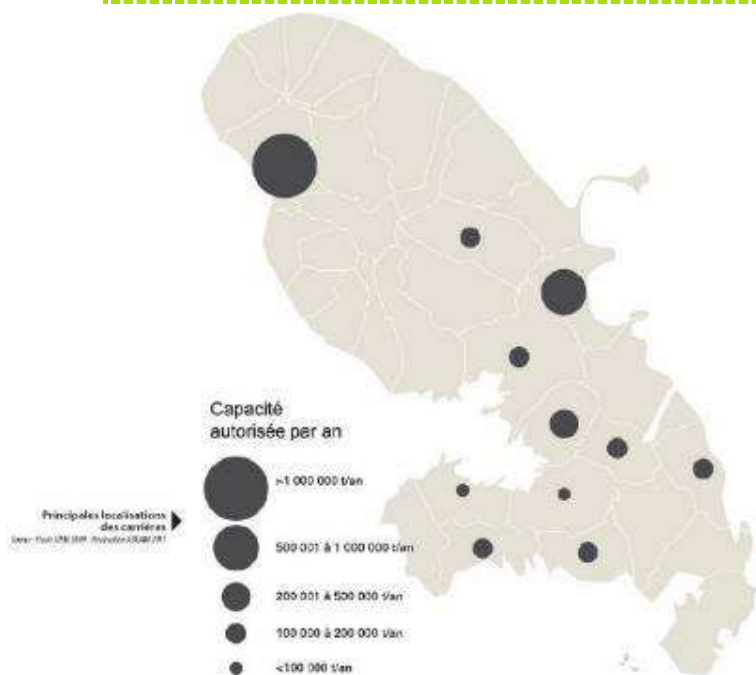 Capacité
autorisée par an
>1 000 000 t/an
Principales localisations
des carrières
500 001 à 1 000 000 t/an
200 001 à 500 000 t/an
100 000 à 200 000 t/an
<100 000 t/an